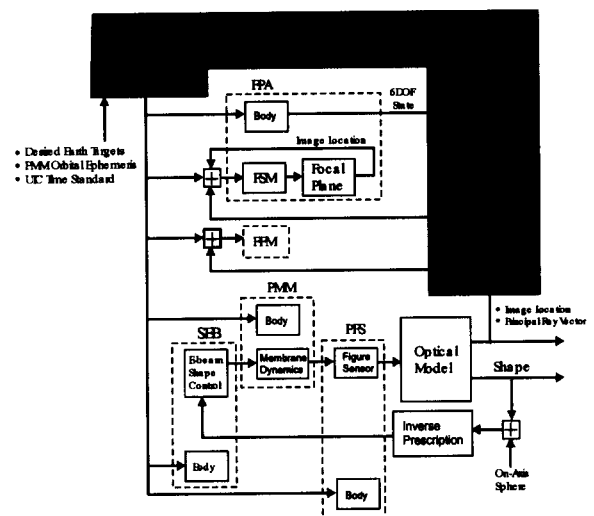 FPA
6DOF
State
Body
Image location
• Desired Earth Targets
• PMM Orbital Ephemeris
• UTC Time Standard
FSM
Focal
Plane
PMM
• Image location
• Principal Ray Vector
Body
SEB
PFS
E-beam
Shape
Control
Membrane
Dynamics
Figure
Sensor
Optical
Model
Shape
Inverse
Prescription
Body
On-Axis
Sphere
Body